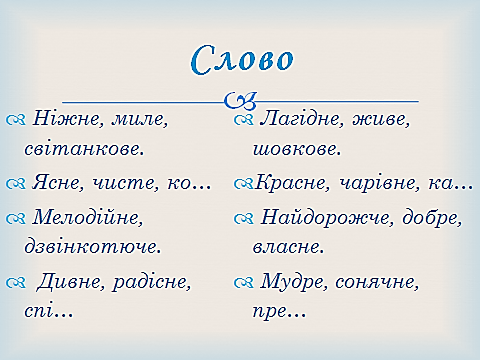 Слово
Ніжне, миле,
світанкове.
Ясне, чисте, ко...
Мелодійне,
дзвінкотюче.
Дивне, радісне,
спі...
Лагідне, живе,
шовкове.
Красне, чарівне, ка...
Найдорожче, добре,
власне.
Мудре, сонячне,
пре...